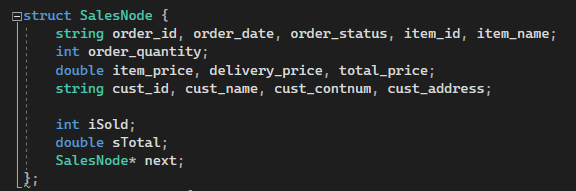 struct SalesNode {
string order_id, order_date, order_status, item_id, item_name;
int order_quantity;
double item_price, delivery_price, total_price;
string cust_id, cust_name, cust_contnum, cust_address;
int iSold;
double sTotal;
SalesNode* next;
};